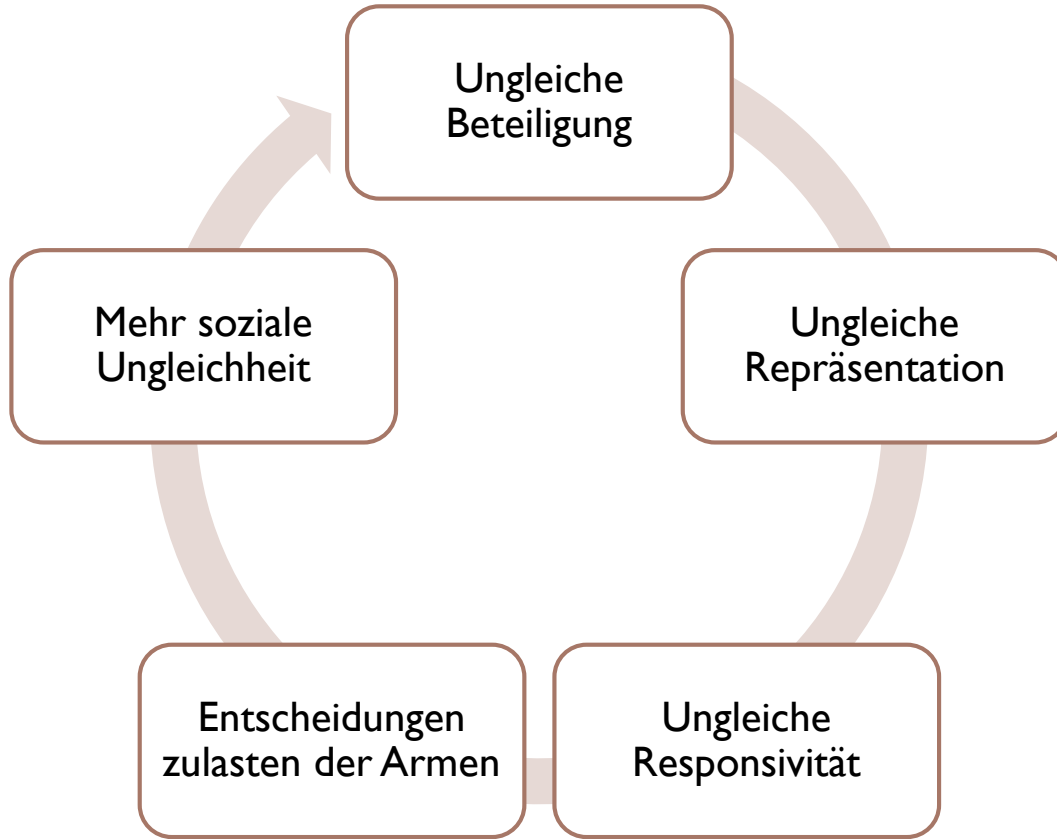 Ungleiche
Beteiligung
Ungleiche
Repräsentation
Ungleiche
Responsivität
Entscheidungen
zulasten der Armen
Mehr soziale
Ungleichheit